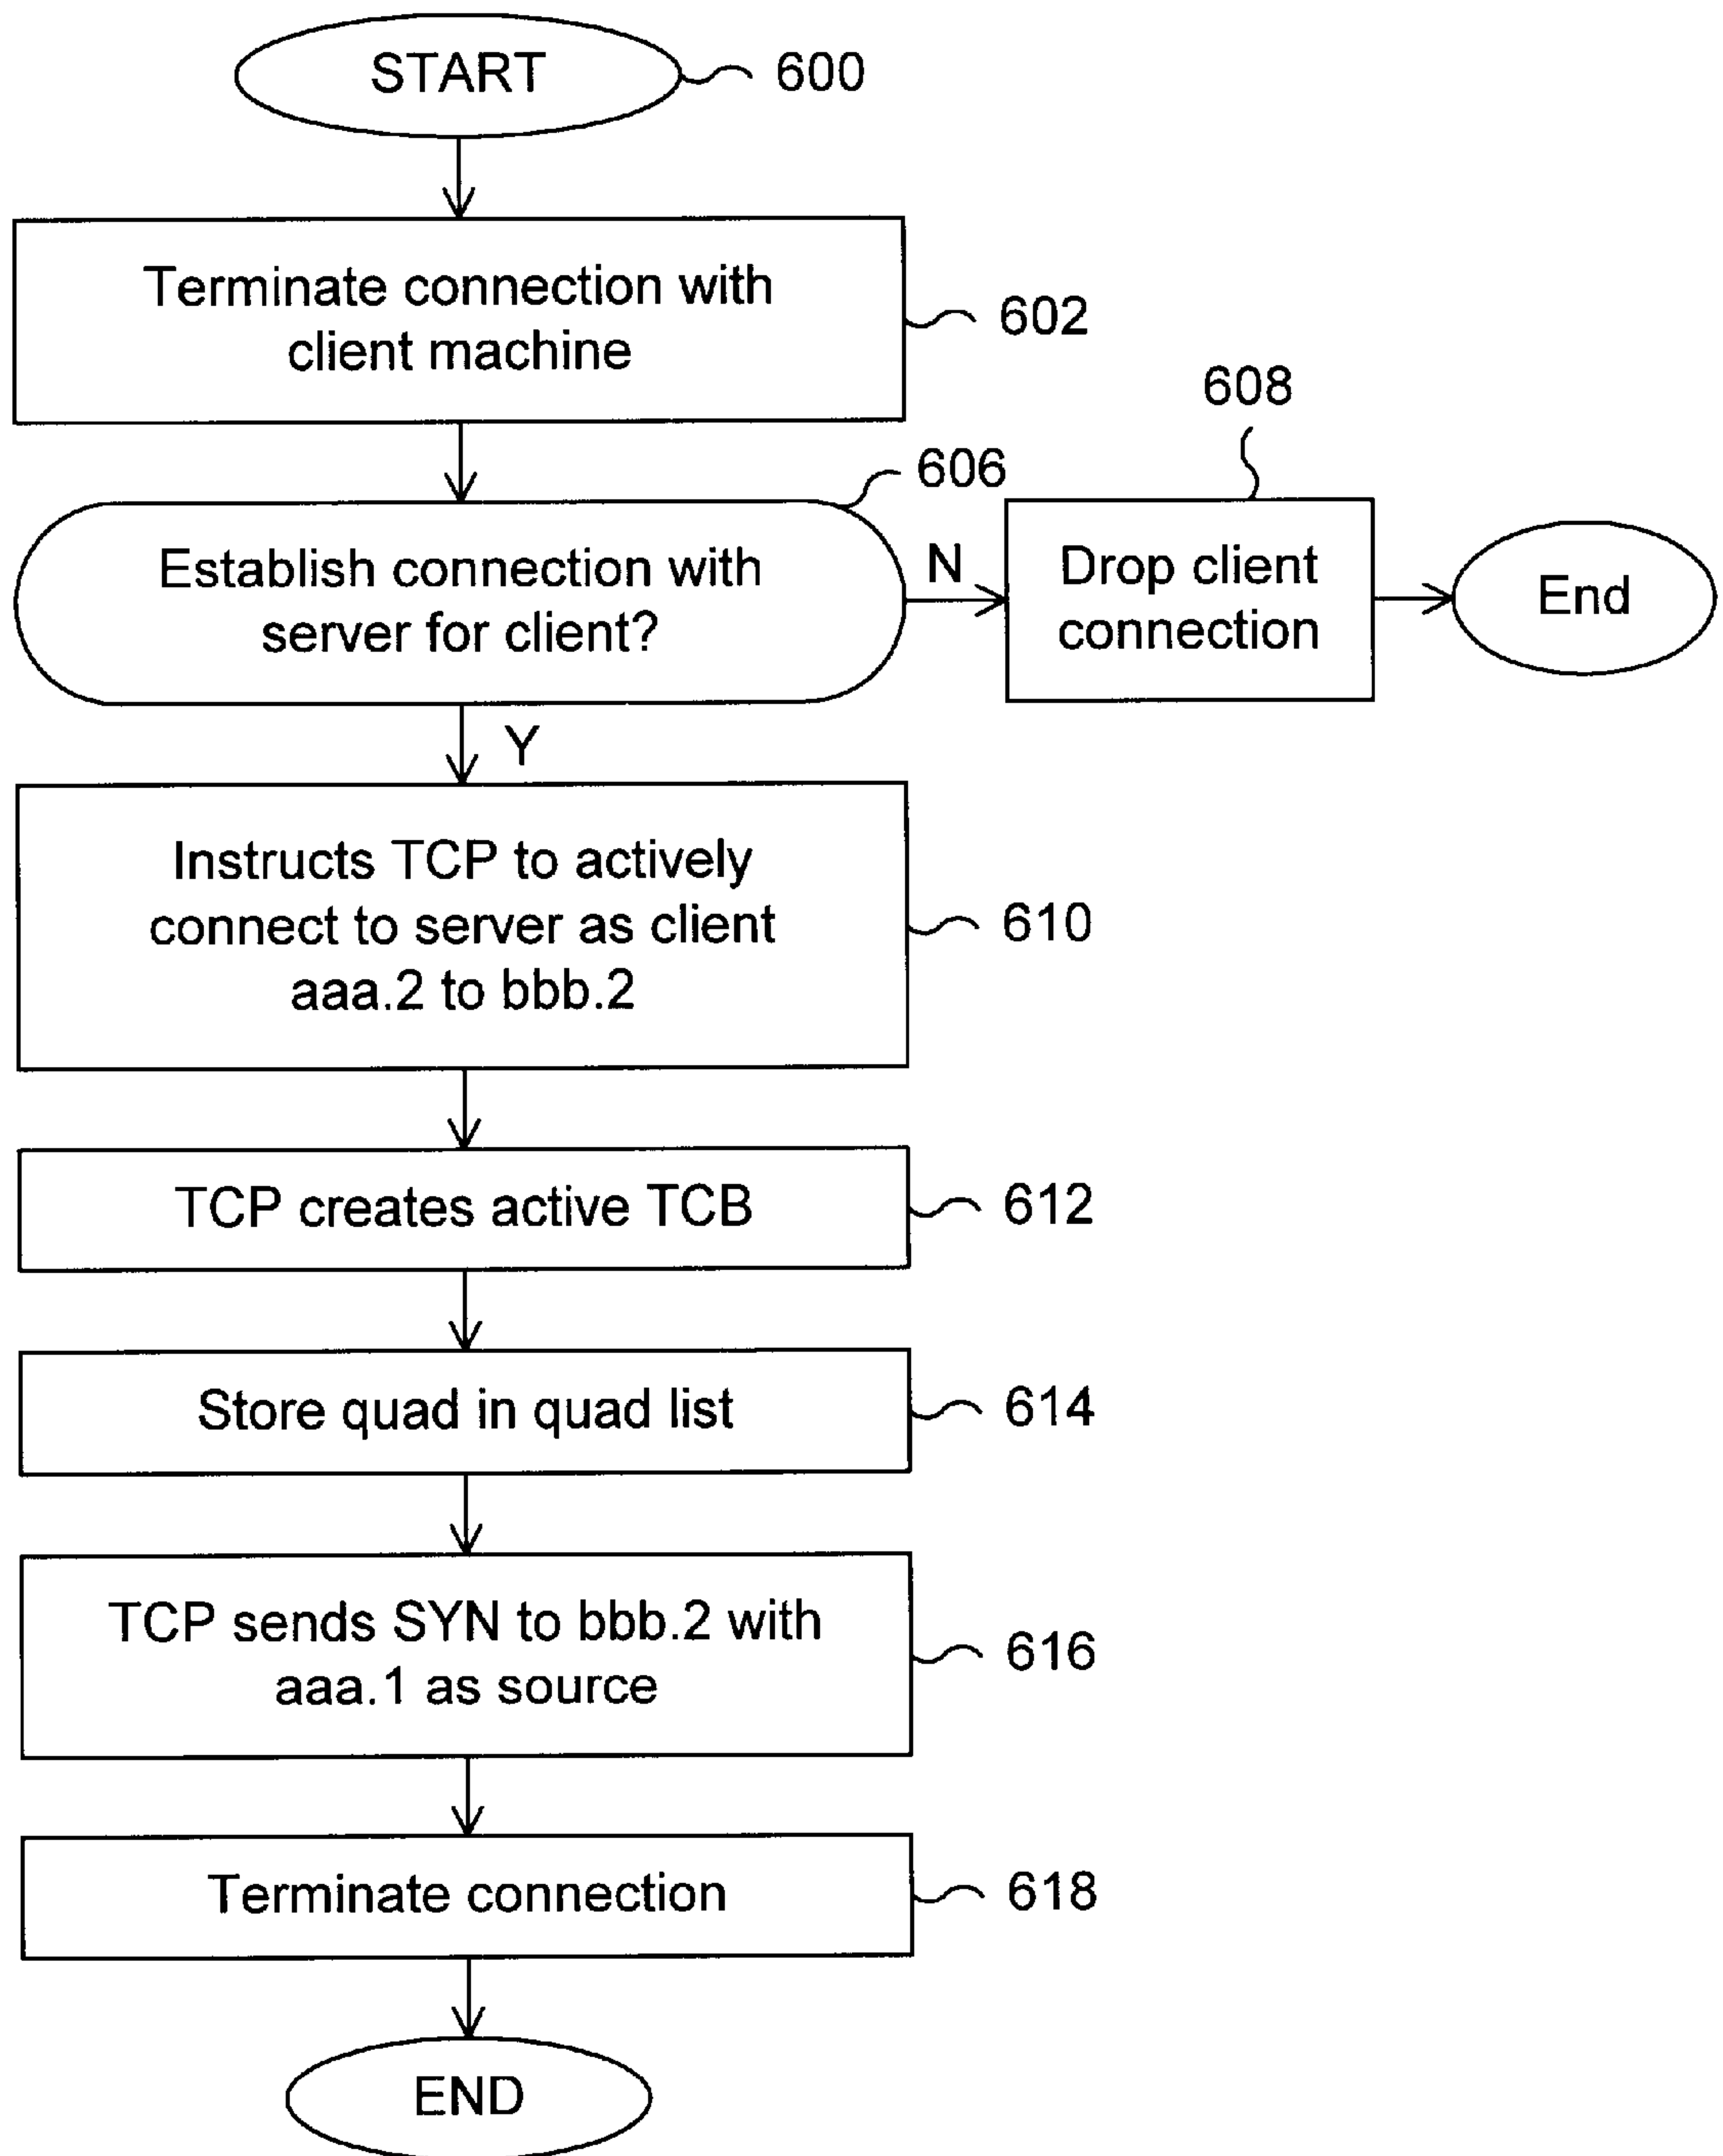 START
600
Terminate connection with
client machine
602
608
606
Establish connection with
server for client?
N
Drop client
connection
End
Y
Instructs TCP to actively
connect to server as client
aaa.2 to bbb.2
610
TCP creates active TCB
612
Store quad in quad list
614
TCP sends SYN to bbb.2 with
aaa.1 as source
616
Terminate connection
618
END